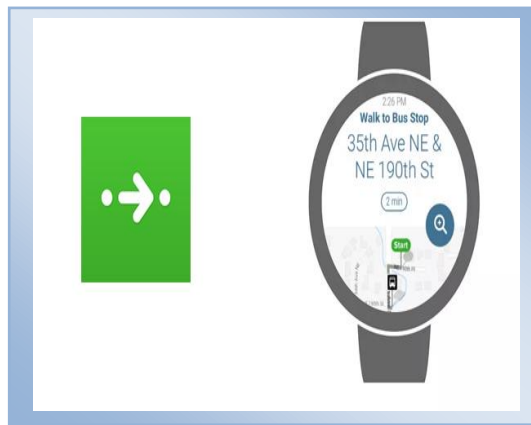 2:26 PM
Walk to Bus Stop
35th Ave NE &
NE 190th St
2 min
Start